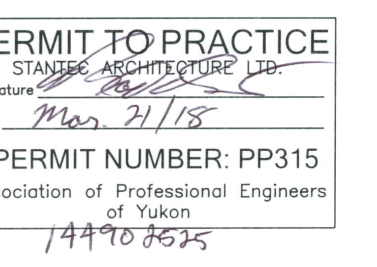 ERMIT TO PRACTICE
STANTEC ARCHITECTURE LTD.
ature
Mar. 21/18
PERMIT NUMBER: PP315
ociation of Professional Engineers
of Yukon
144902525